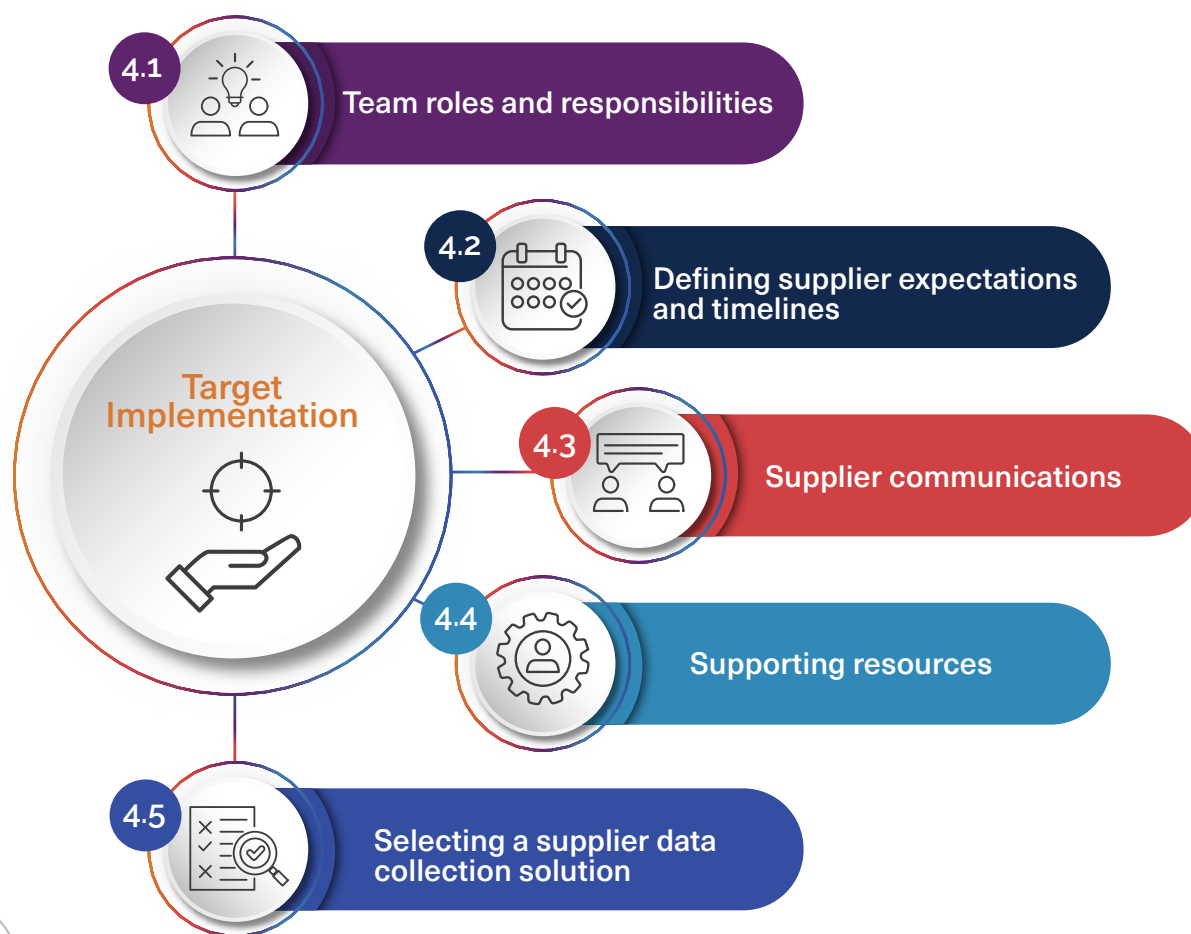 4.1
Team roles and responsibilities
4.2
Defining supplier expectations
and timelines
Target
Implementation
4.3
Supplier communications
4.4
Supporting resources
4.5
Selecting a supplier data
collection solution